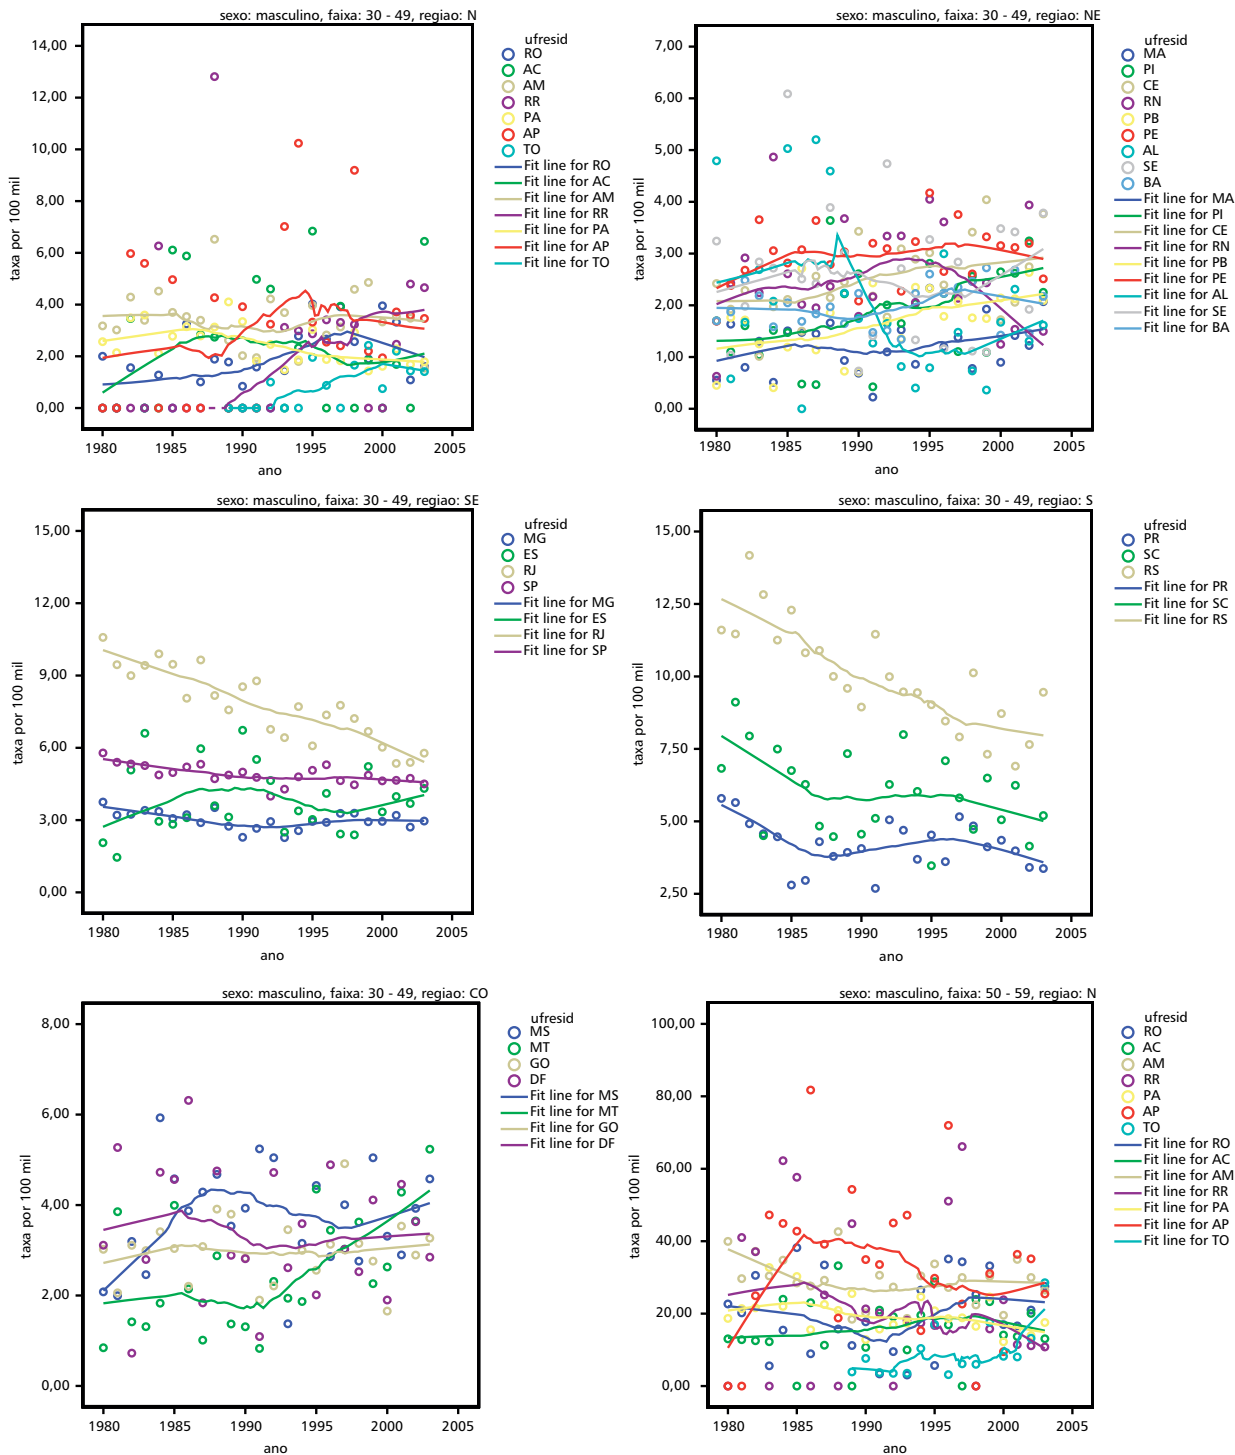 sexo: masculino, faixa: 30 - 49, regiao: N
14,00
12,00
10,00
8,00
6,00
4,00
2,00
0,00
taxa por 100 mil
1980
1985
1990
1995
2000
2005
ano
ufresid
RO
AC
AM
RR
PA
AP
TO
Fit line for RO
Fit line for AC
Fit line for AM
Fit line for RR
Fit line for PA
Fit line for AP
Fit line for TO
sexo: masculino, faixa: 30 - 49, regiao: NE
7,00
6,00
5,00
4,00
3,00
2,00
1,00
0,00
taxa por 100 mil
1980
1985
1990
1995
2000
2005
ano
ufresid
MA
PI
CE
RN
PB
PE
AL
SE
BA
Fit line for MA
Fit line for PI
Fit line for CE
Fit line for RN
Fit line for PB
Fit line for PE
Fit line for AL
Fit line for SE
Fit line for BA
sexo: masculino, faixa: 30 - 49, regiao: SE
15,00
12,00
9,00
6,00
3,00
0,00
taxa por 100 mil
1980
1985
1990
1995
2000
2005
ano
ufresid
MG
ES
RJ
SP
Fit line for MG
Fit line for ES
Fit line for RJ
Fit line for SP
sexo: masculino, faixa: 30 - 49, regiao: S
15,00
12,50
10,00
7,50
5,00
2,50
taxa por 100 mil
1980
1985
1990
1995
2000
2005
ano
ufresid
PR
SC
RS
Fit line for PR
Fit line for SC
Fit line for RS
sexo: masculino, faixa: 30 - 49, regiao: CO
8,00
6,00
4,00
2,00
0,00
taxa por 100 mil
1980
1985
1990
1995
2000
2005
ano
ufresid
MS
MT
GO
DF
Fit line for MS
Fit line for MT
Fit line for GO
Fit line for DF
sexo: masculino, faixa: 50 - 59, regiao: N
100,00
80,00
60,00
40,00
20,00
0,00
taxa por 100 mil
1980
1985
1990
1995
2000
2005
ano
ufresid
RO
AC
AM
RR
PA
AP
TO
Fit line for RO
Fit line for AC
Fit line for AM
Fit line for RR
Fit line for PA
Fit line for AP
Fit line for TO